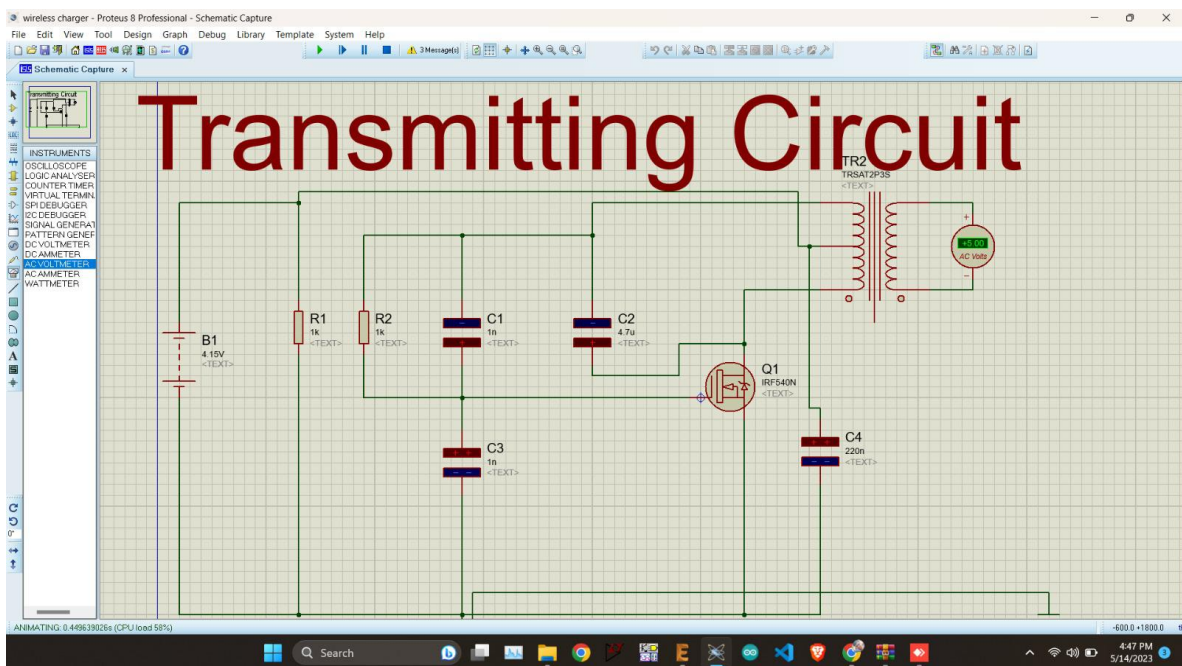 wireless charger - Proteus 8 Professional - Schematic Capture
File Edit View Tool Design Graph Debug Library Template System Help
3 Message(s)
Schematic Capture
Transmitting Circuit
Transmitting Circuit
INSTRUMENTS
OSCILLOSCOPE
LOGIC ANALYSER
COUNTER TIMER
VIRTUAL TERMIN
SPI DEBUGGER
I2C DEBUGGER
SIGNAL GENERAT
PATTERN GENEF
DC VOLTMETER
DC AMMETER
AC VOLTMETER
AC AMMETER
WATTMETER
0°
TR2
TRSAT2P3S
<TEXT>
+
+5.00
AC Volts
-
B1
4.15V
<TEXT>
R1
1k
<TEXT>
R2
1k
<TEXT>
C1
1n
<TEXT>
C2
4.7u
<TEXT>
Q1
IRF540N
<TEXT>
C3
1n
<TEXT>
C4
220n
<TEXT>
ANIMATING: 0.449639026s (CPU load 58%)
-600.0 +1800.0
Search
4:47 PM
5/14/2023
3